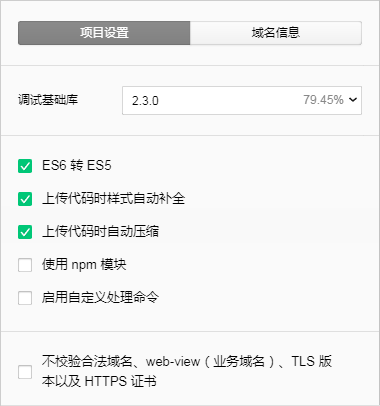 项目设置 域名信息
调试基础库 2.3.0 79.45%
ES6 转 ES5
上传代码时样式自动补全
上传代码时自动压缩
使用 npm 模块
启用自定义处理命令
不校验合法域名、web-view（业务域名）、TLS 版
本以及 HTTPS 证书